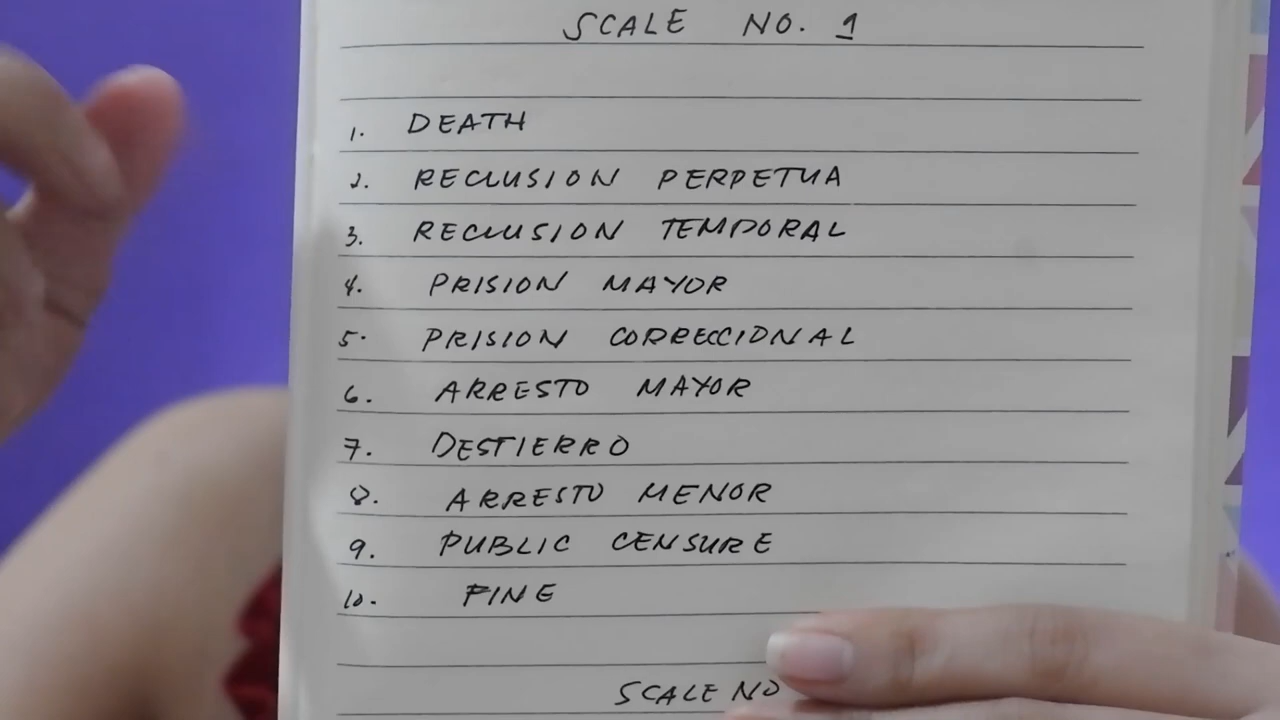 SCALE NO. 1
1. DEATH
2. RECLUSION PERPETUA
3. RECLUSION TEMPORAL
4. PRISION MAYOR
5. PRISION CORRECCIONAL
6. ARRESTO MAYOR
7. DESTIERRO
8. ARRESTO MENOR
9. PUBLIC CENSURE
10. FINE
SCALE NO